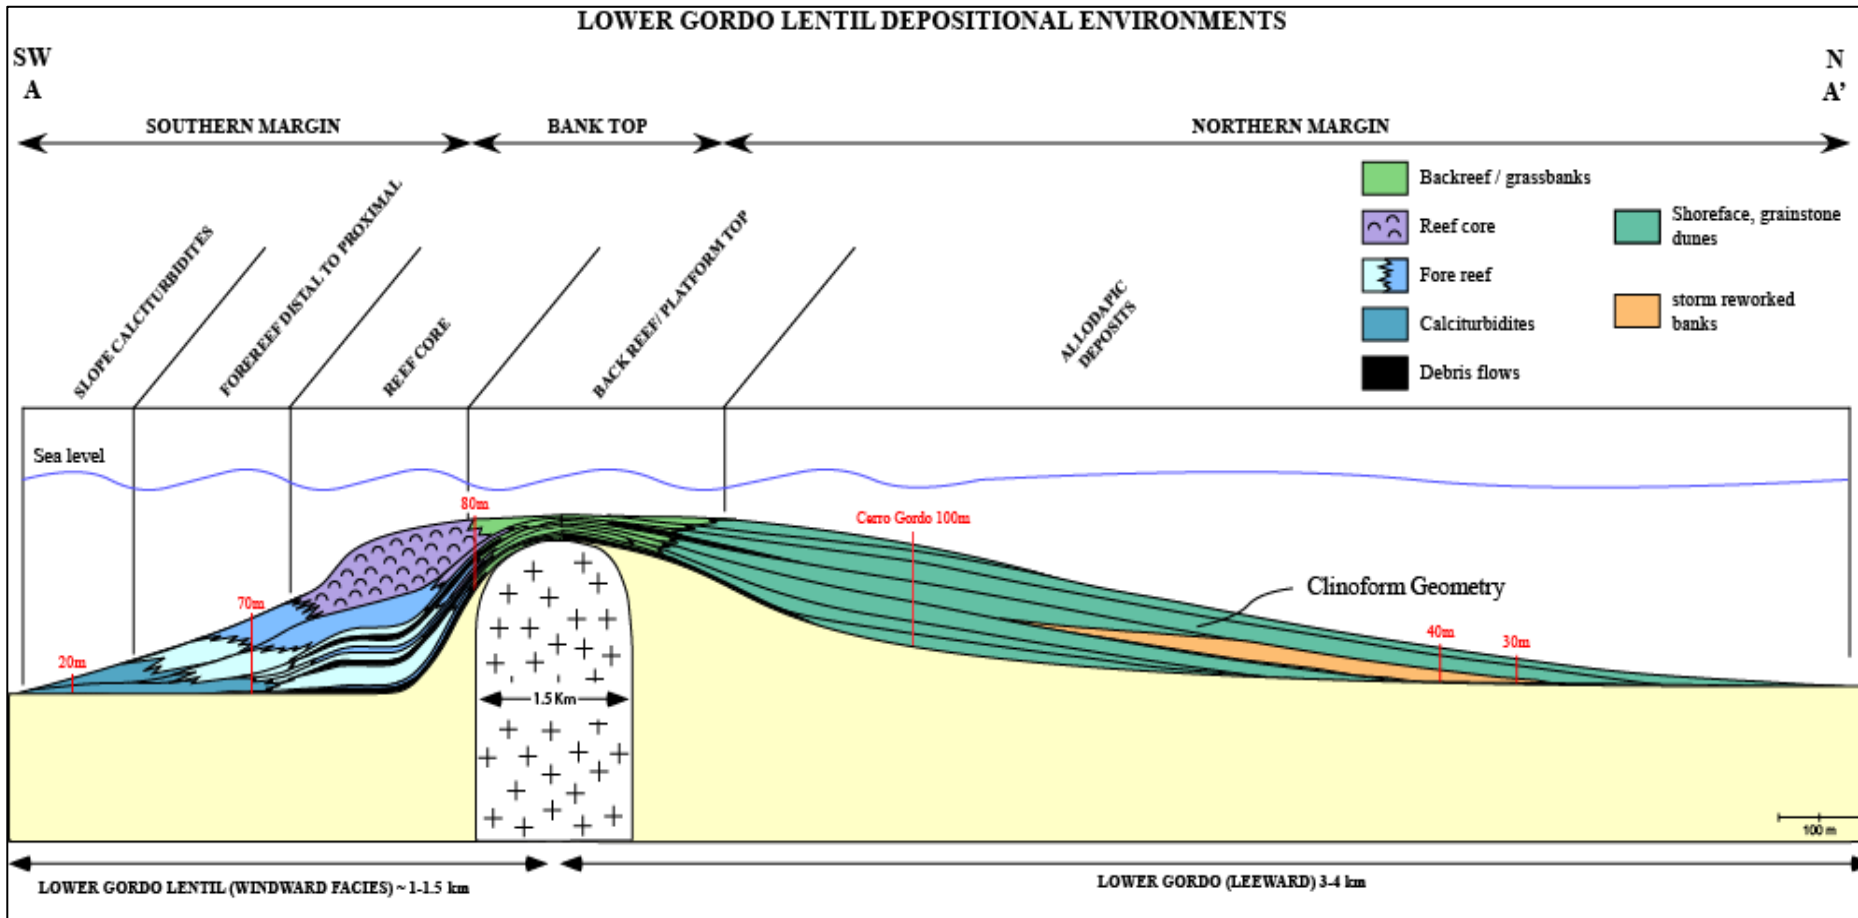 LOWER GORDO LENTIL DEPOSITIONAL ENVIRONMENTS
SW
A
N
A’
SOUTHERN MARGIN
BANK TOP
NORTHERN MARGIN
SLOPE CALCITURBIDITES
FOREREEF DISTAL TO PROXIMAL
REEF CORE
BACK REEF/ PLATFORM TOP
ALLODAPIC
DEPOSITS
Backreef / grassbanks
Reef core
Fore reef
Calciturbidites
Debris flows
Shoreface, grainstone
dunes
storm reworked
banks
Sea level
80m
Cerro Gordo 100m
70m
20m
Clinoform Geometry
40m
30m
1.5 Km
100 m
LOWER GORDO LENTIL (WINDWARD FACIES) ~ 1-1.5 km
LOWER GORDO (LEEWARD) 3-4 km